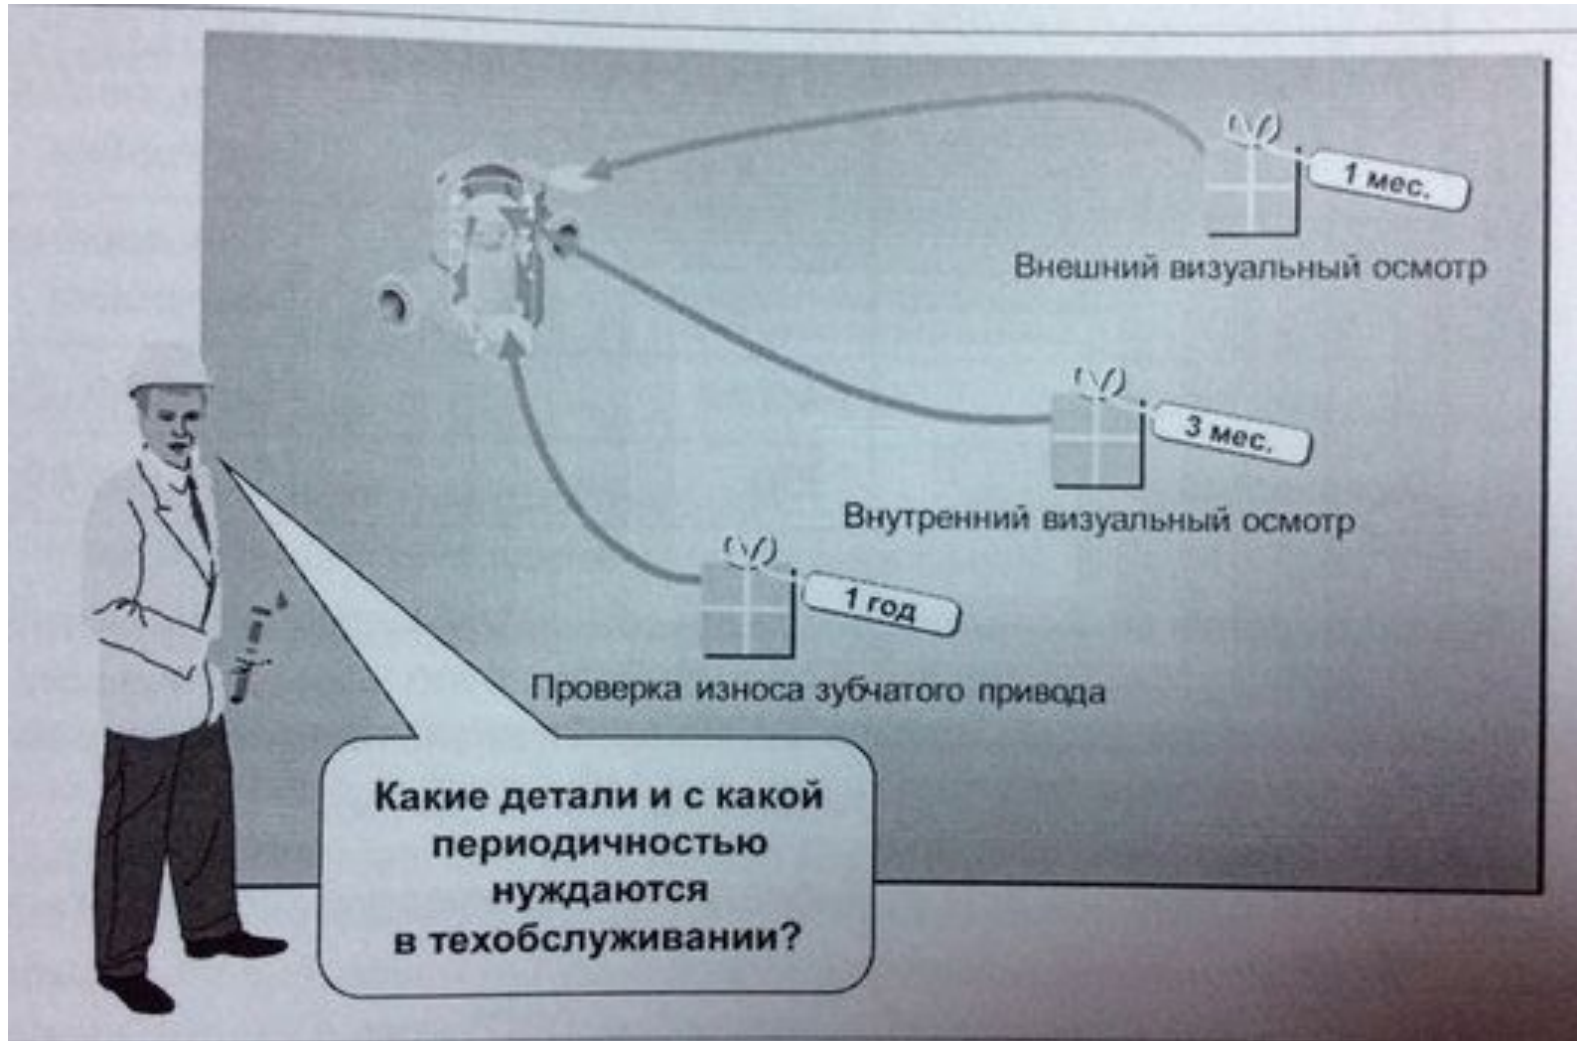 1 мес.
Внешний визуальный осмотр
3 мес.
Внутренний визуальный осмотр
1 год
Проверка износа зубчатого привода
Какие детали и с какой
периодичностью
нуждаются
в техобслуживании?